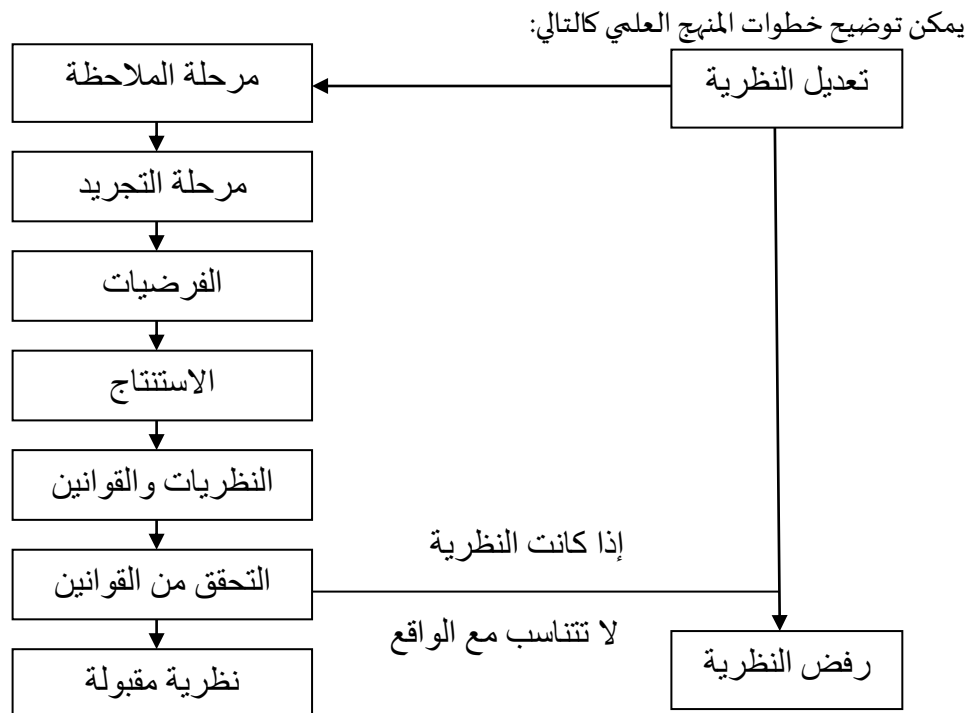 يمكن توضيح خطوات المنهج العلمي كالتالي:
تعديل النظرية
مرحلة الملاحظة
مرحلة التجريد
الفرضيات
الاستنتاج
النظريات والقوانين
التحقق من القوانين
إذا كانت النظرية
لا تتناسب مع الواقع
رفض النظرية
نظرية مقبولة